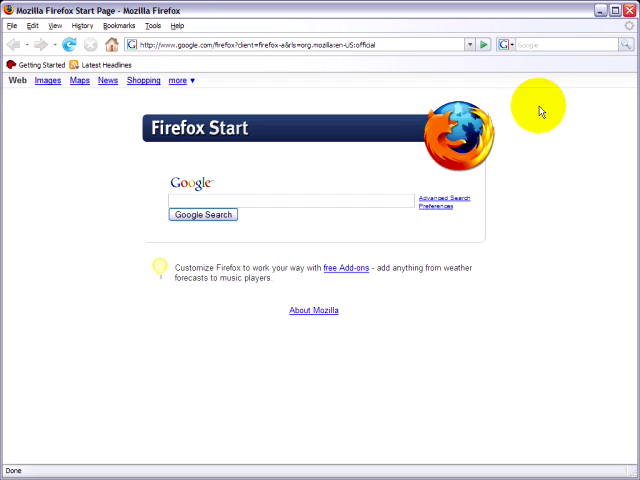 Mozilla Firefox Start Page - Mozilla Firefox
File Edit View History Bookmarks Tools Help
http://www.google.com/firefox?client=firefox-a&rls=org.mozilla:en-US:official
Google
Getting Started Latest Headlines
Web Images Maps News Shopping more ▼
Firefox Start
Google™
Advanced Search
Preferences
Google Search
Customize Firefox to work your way with free Add-ons - add anything from weather
forecasts to music players.
About Mozilla
Done